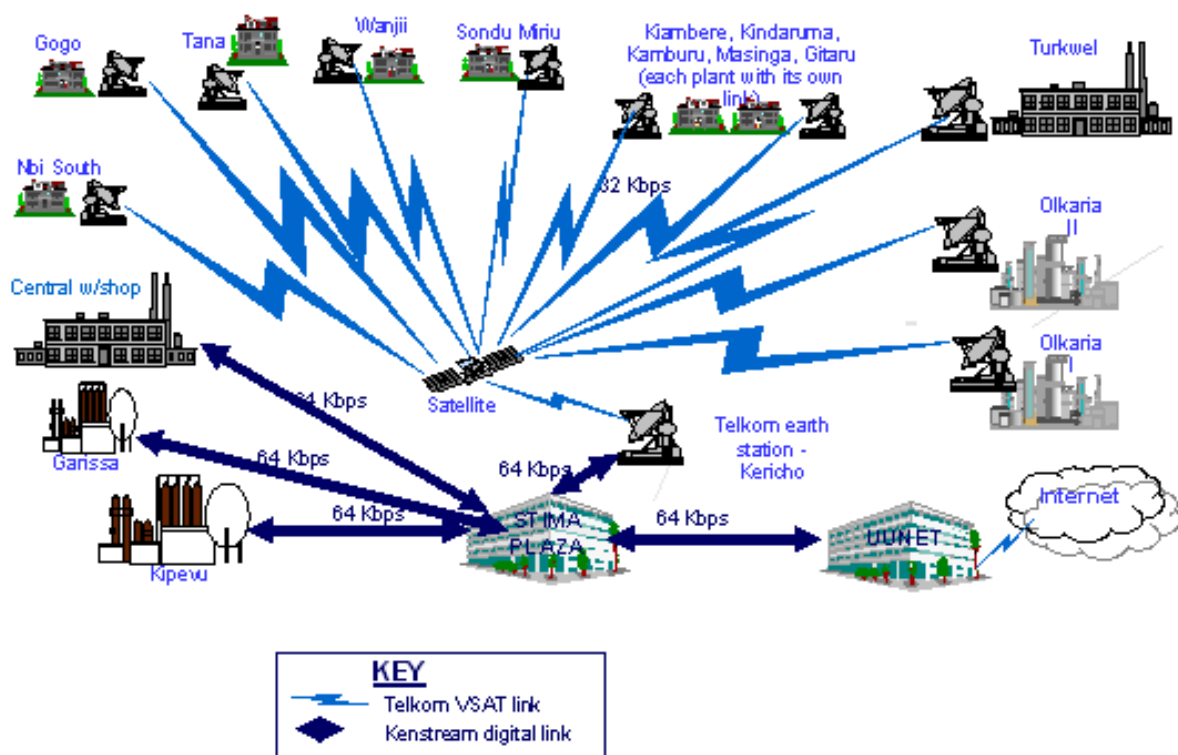 Gogo
Tana
Wanjii
Sondu Miriu
Kiambere, Kindaruma,
Kamburu, Masinga, Gitaru
(each plant with its own
link)
Turkwel
Nbi South
32 Kbps
Olkaria
II
Central w/shop
Olkaria
I
Satellite
64 Kbps
Garissa
64 Kbps
Telkom earth
station -
Kericho
64 Kbps
Internet
64 Kbps
STIMA
PLAZA
64 Kbps
UUNET
Kipevu
KEY
Telkom VSAT link
Kenstream digital link